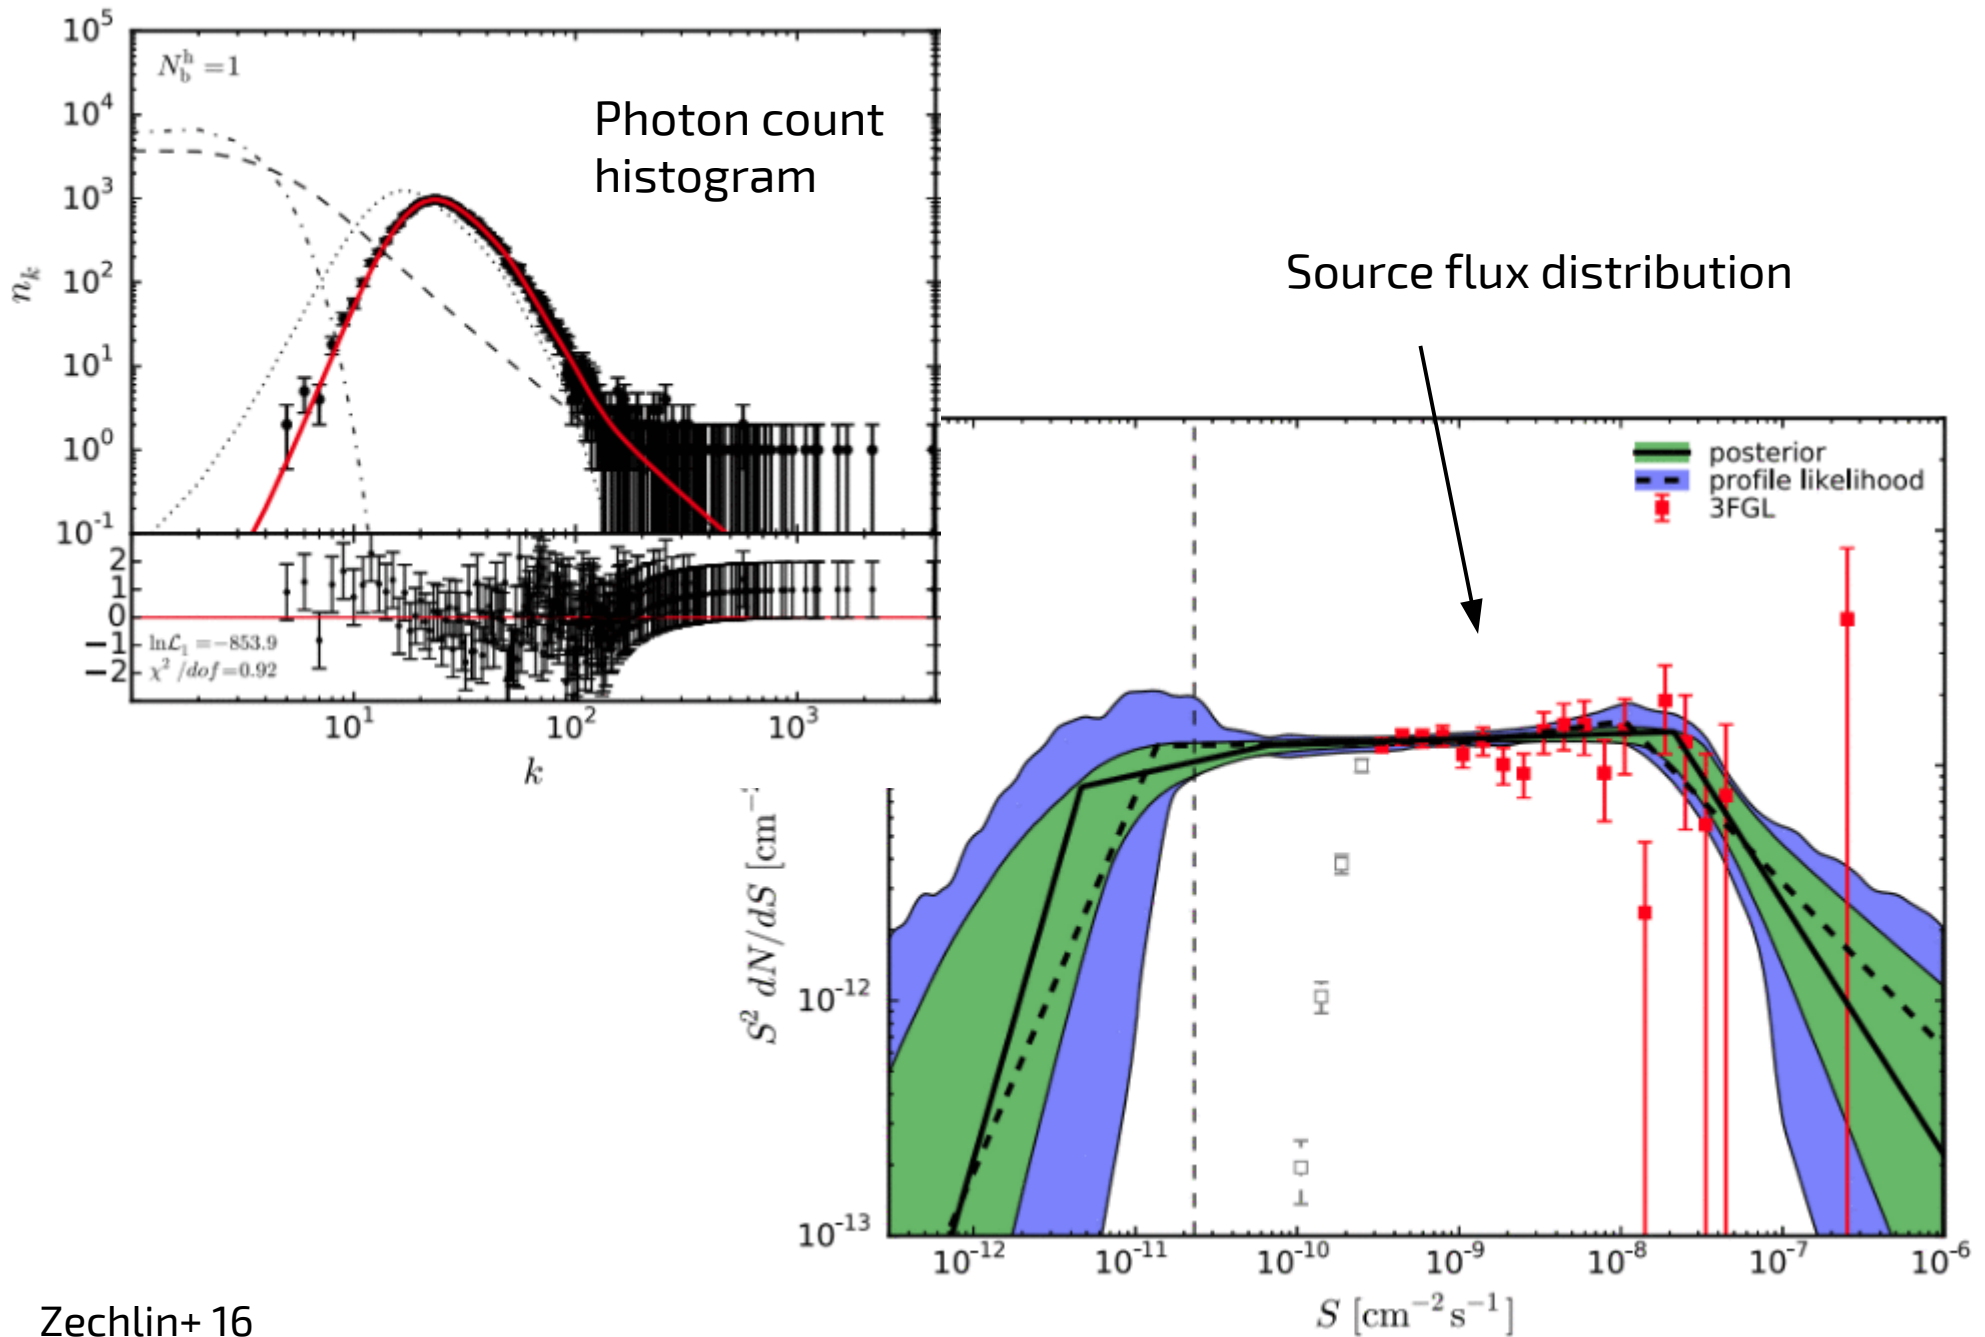 10^5
N_b^h =1
10^4
Photon count
histogram
10^3
n_k
10^2
10^1
10^0
10^-1
2
1
0
−1
−2
lnL_1 =−853.9
χ^2 /dof=0.92
10^1 10^2 10^3
k
Source flux distribution
posterior
profile likelihood
3FGL
S^2 dN/dS [cm^−
10^-12
10^-13
10^-12 10^-11 10^-10 10^-9 10^-8 10^-7 10^-6
S [cm^−2 s^−1]
Zechlin+ 16